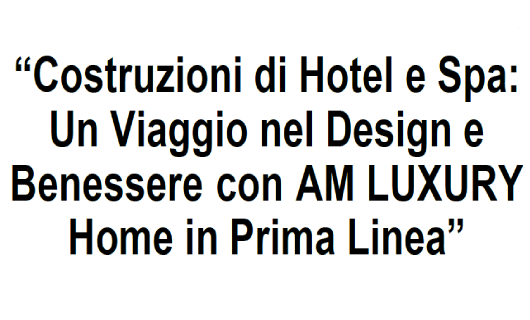 “Costruzioni di Hotel e Spa:
Un Viaggio nel Design e
Benessere con AM LUXURY
Home in Prima Linea”